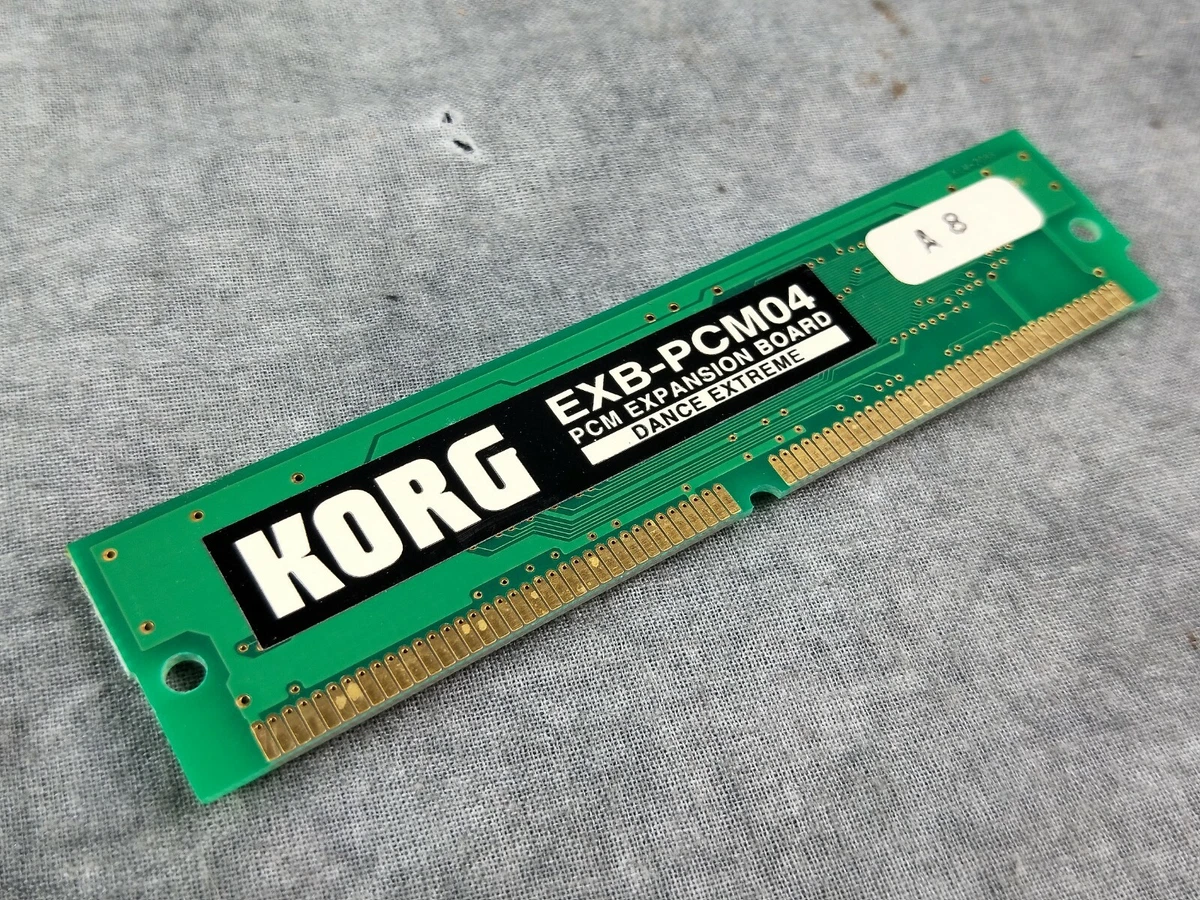 KORG
EXB-PCM04
PCM EXPANSION BOARD
DANCE EXTREME
A 8